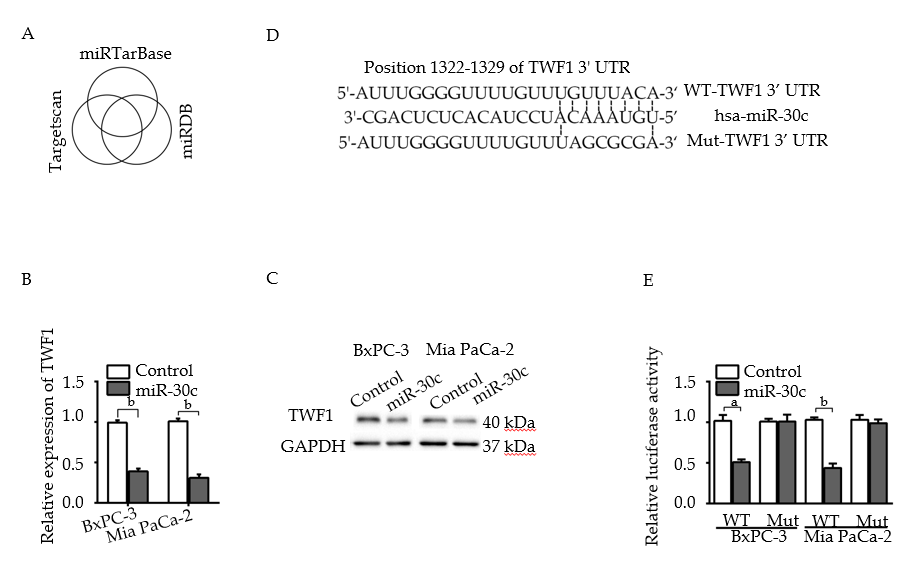 A
miRTarBase
Targetscan
miRDB
D
Position 1322-1329 of TWF1 3' UTR
5'-AUUUGGGGUUUUGUUUUGUUUACA-3' WT-TWF1 3' UTR
3'-CGACUCUCACAUCCUACAAAUGU-5' hsa-miR-30c
5'-AUUUGGGGUUUUGUUUAGCGCGA-3' Mut-TWF1 3' UTR
B
Relative expression of TWF1
Control
miR-30c
1.5
1.0
0.5
0.0
b
b
BxPC-3
Mia PaCa-2
C
BxPC-3 Mia PaCa-2
Control miR-30c Control miR-30c
TWF1 40 kDa
GAPDH 37 kDa
E
Relative luciferase activity
Control
miR-30c
1.5
1.0
0.5
0.0
a
b
WT Mut WT Mut
BxPC-3 Mia PaCa-2